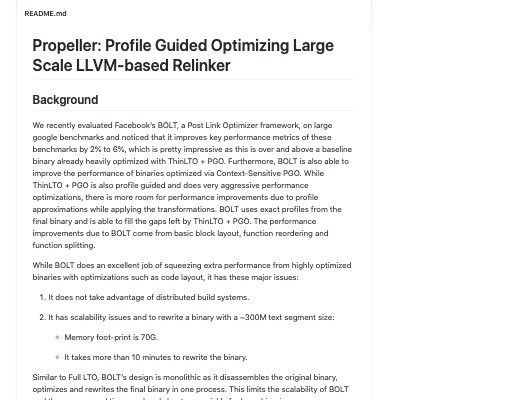 README.md
Propeller: Profile Guided Optimizing Large
Scale LLVM-based Relinker
Background
We recently evaluated Facebook's BOLT, a Post Link Optimizer framework, on large
google benchmarks and noticed that it improves key performance metrics of these
benchmarks by 2% to 6%, which is pretty impressive as this is over and above a baseline
binary already heavily optimized with ThinLTO + PGO. Furthermore, BOLT is also able to
improve the performance of binaries optimized via Context-Sensitive PGO. While
ThinLTO + PGO is also profile guided and does very aggressive performance
optimizations, there is more room for performance improvements due to profile
approximations while applying the transformations. BOLT uses exact profiles from the
final binary and is able to fill the gaps left by ThinLTO + PGO. The performance
improvements due to BOLT come from basic block layout, function reordering and
function splitting.
While BOLT does an excellent job of squeezing extra performance from highly optimized
binaries with optimizations such as code layout, it has these major issues:
1. It does not take advantage of distributed build systems.
2. It has scalability issues and to rewrite a binary with a ~300M text segment size:
◦ Memory foot-print is 70G.
◦ It takes more than 10 minutes to rewrite the binary.
Similar to Full LTO, BOLT's design is monolithic as it disassembles the original binary,
optimizes and rewrites the final binary in one process. This limits the scalability of BOLT